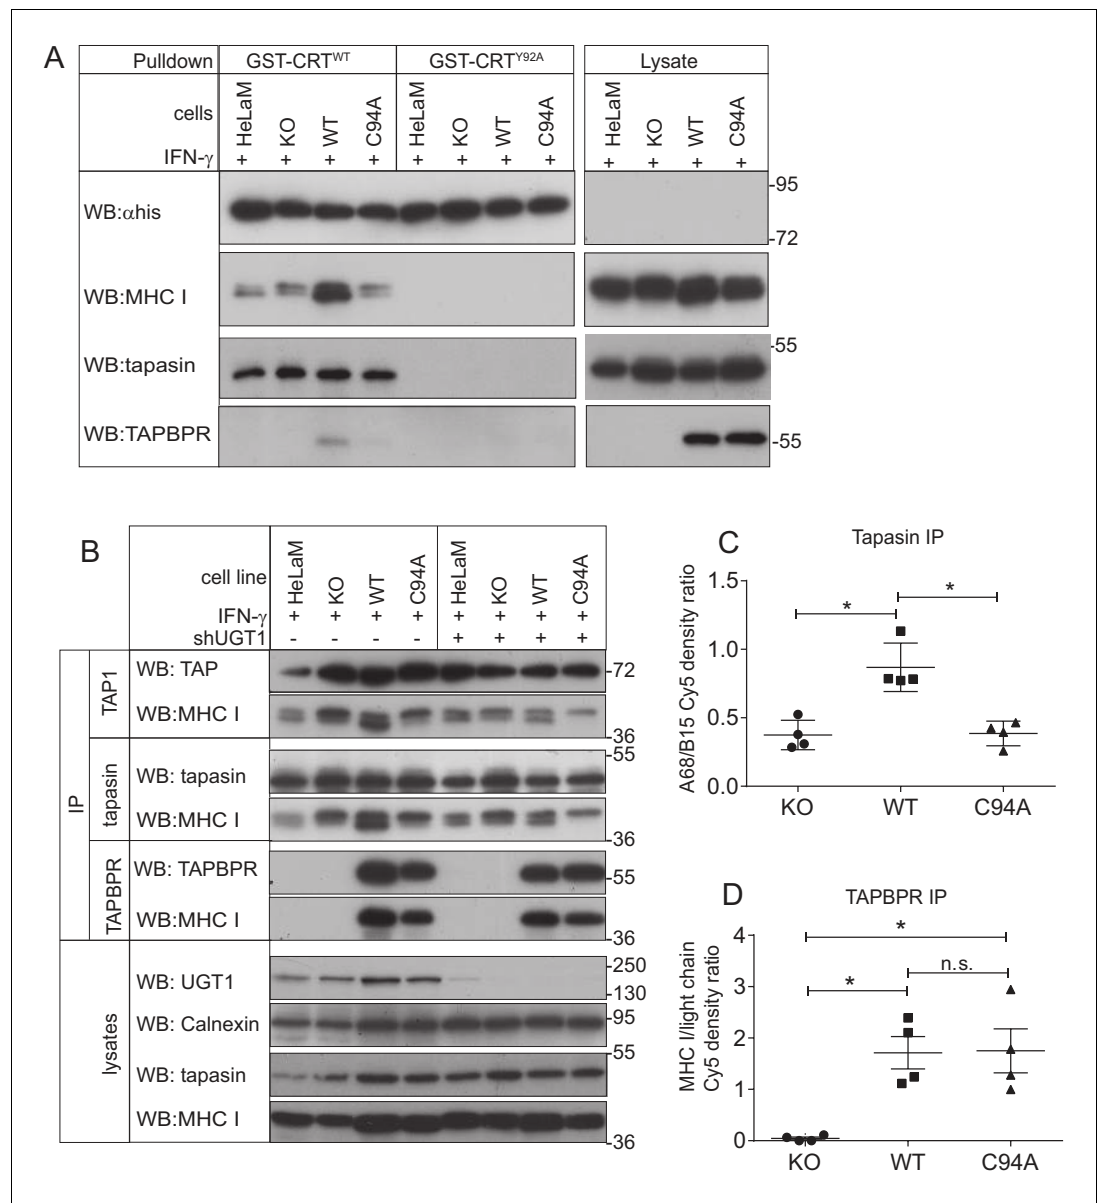 A
Pulldown GST-CRTWT GST-CRTY92A Lysate
cells HeLaM KO WT C94A HeLaM KO WT C94A HeLaM KO WT C94A
IFN-γ + + + + + + + + + + + +
WB:αhis
-95
-72
WB:MHC I
WB:tapasin
-55
WB:TAPBPR
-55
B
cell line HeLaM KO WT C94A HeLaM KO WT C94A
IFN-γ + + + + + + + +
shUGT1 - - - - + + + +
IP
TAP1
WB: TAP
-72
WB:MHC I
-36
tapasin
-55
WB: tapasin
WB:MHC I
-36
TAPBPR
WB: TAPBPR
-55
WB:MHC I
-36
lysates
WB: UGT1
-250
-130
WB: Calnexin
-95
WB: tapasin
-55
WB:MHC I
-36
C
Tapasin IP
A68/B15 Cy5 density ratio
1.5
1.0
0.5
0.0
* *
KO WT C94A
D
TAPBPR IP
MHC I/light chain
Cy5 density ratio
4
3
2
1
0
*
* n.s.
KO WT C94A